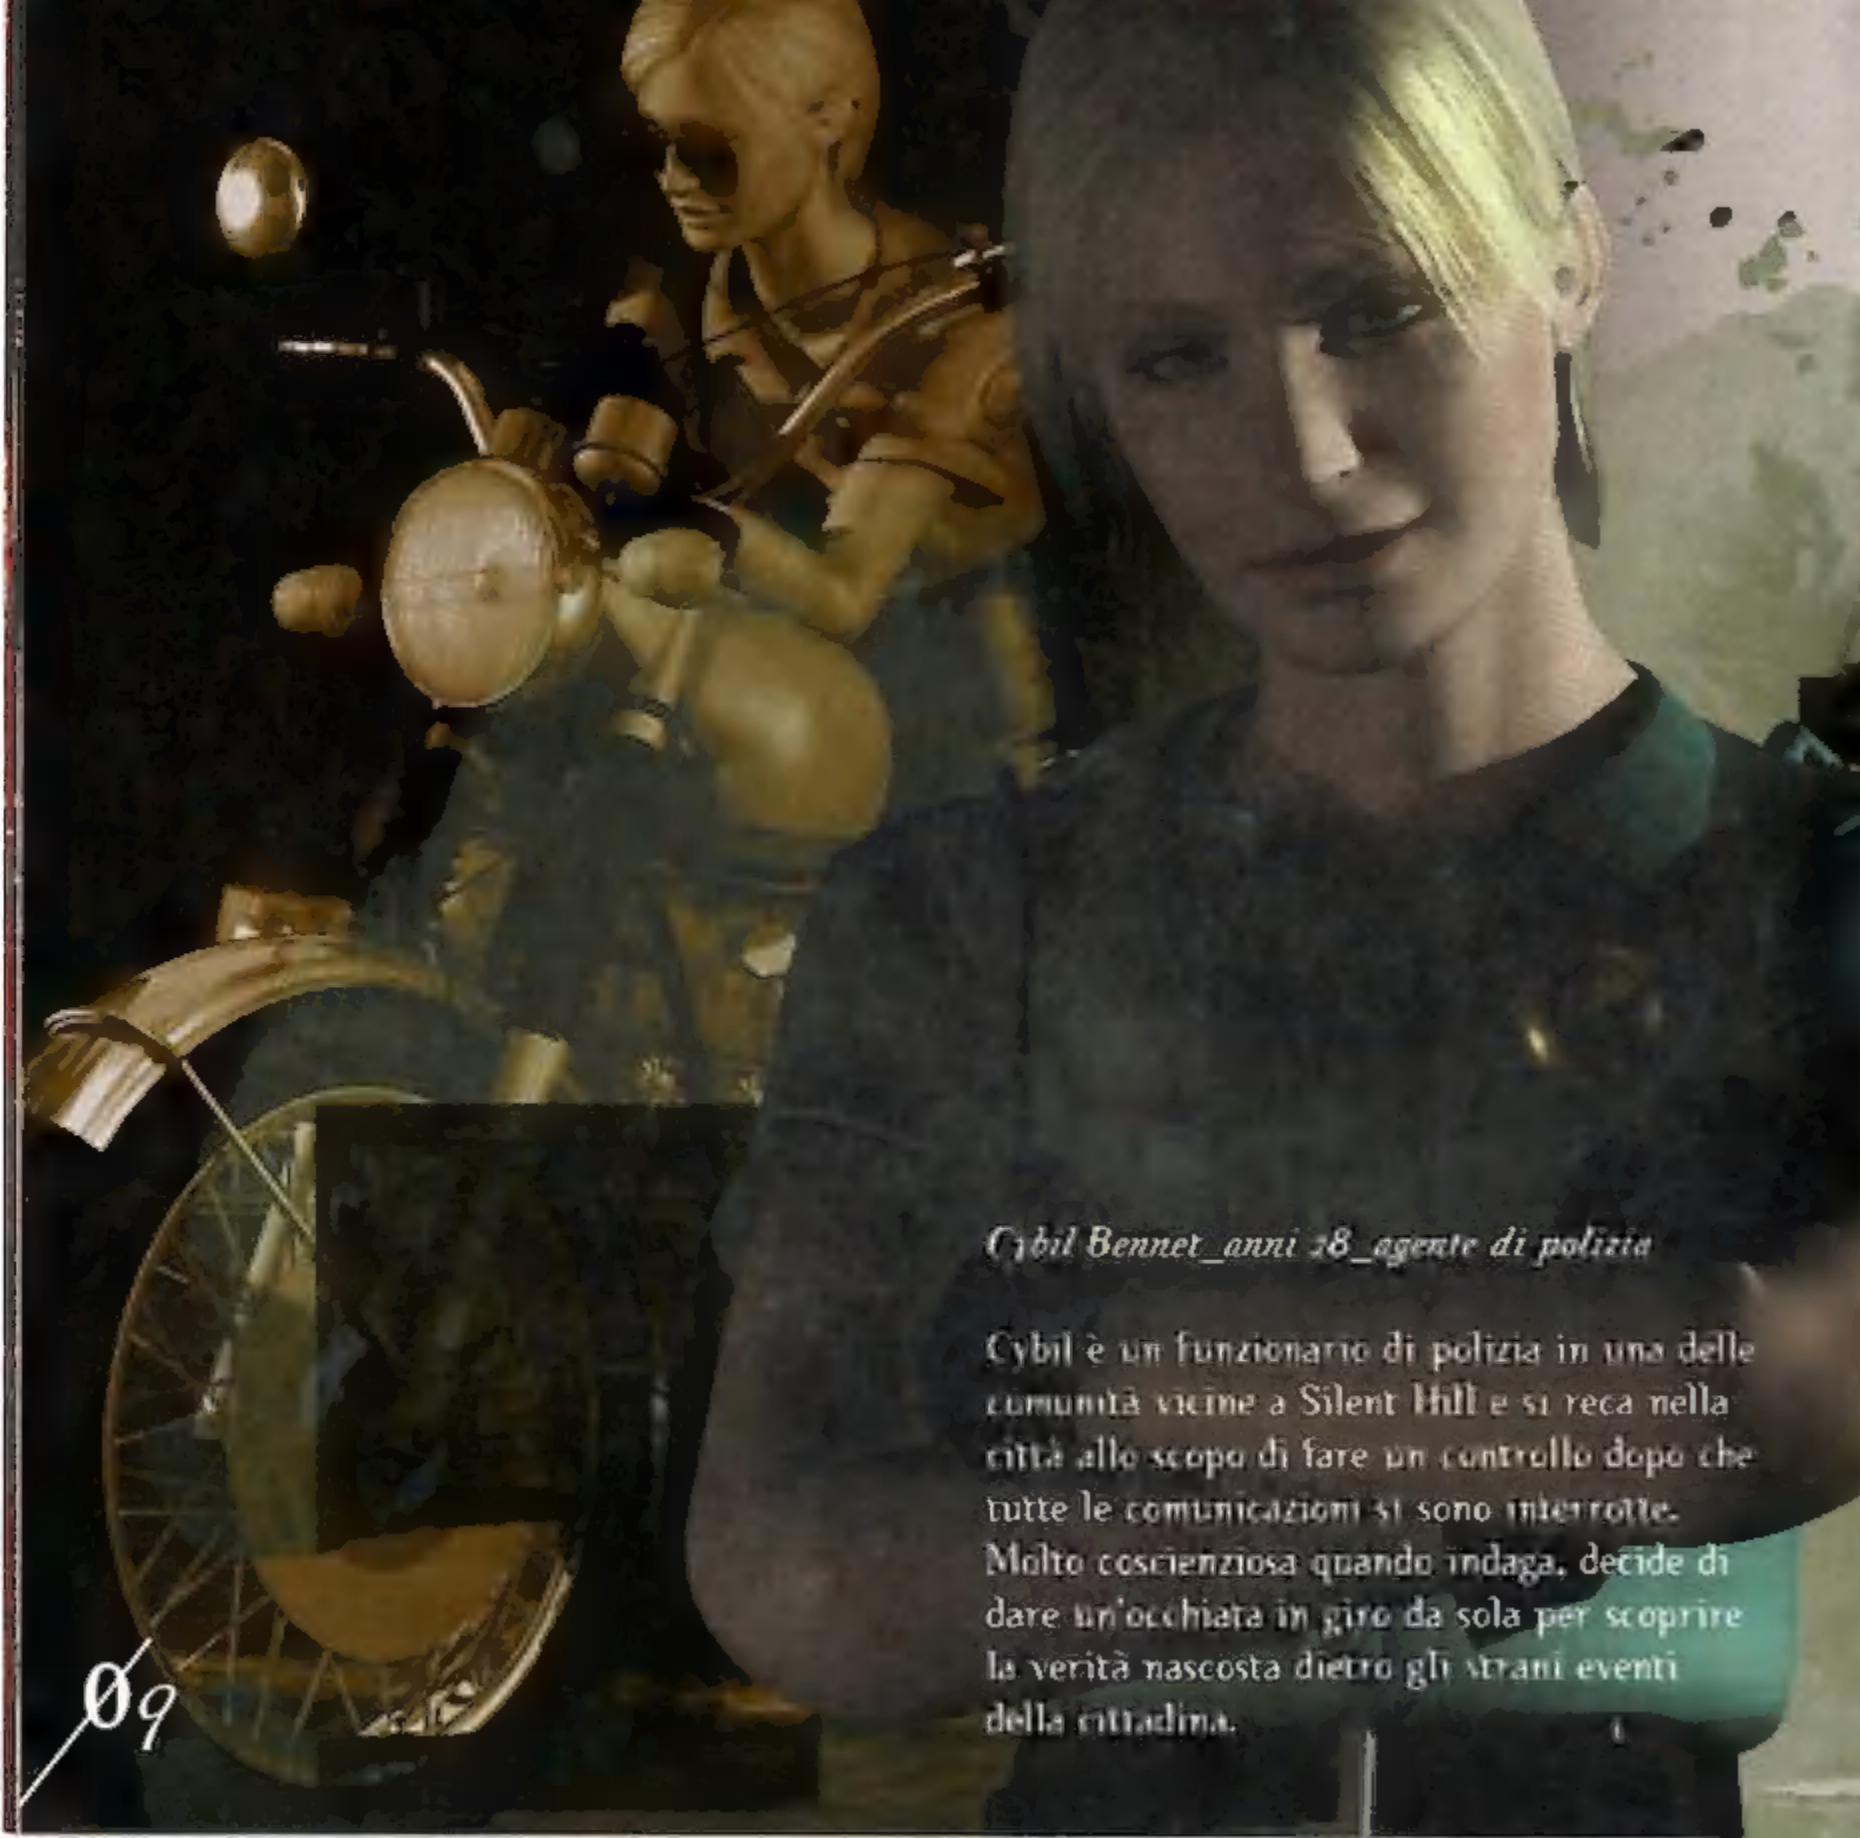 Cybil Bennet_anni 28_agente di polizia
Cybil è un funzionario di polizia in una delle
comunità vicine a Silent Hill e si reca nella
città allo scopo di fare un controllo dopo che
tutte le comunicazioni si sono interrotte.
Molto coscienziosa quando indaga, decide di
dare un'occhiata in giro da sola per scoprire
la verità nascosta dietro gli strani eventi
della cittadina.
09